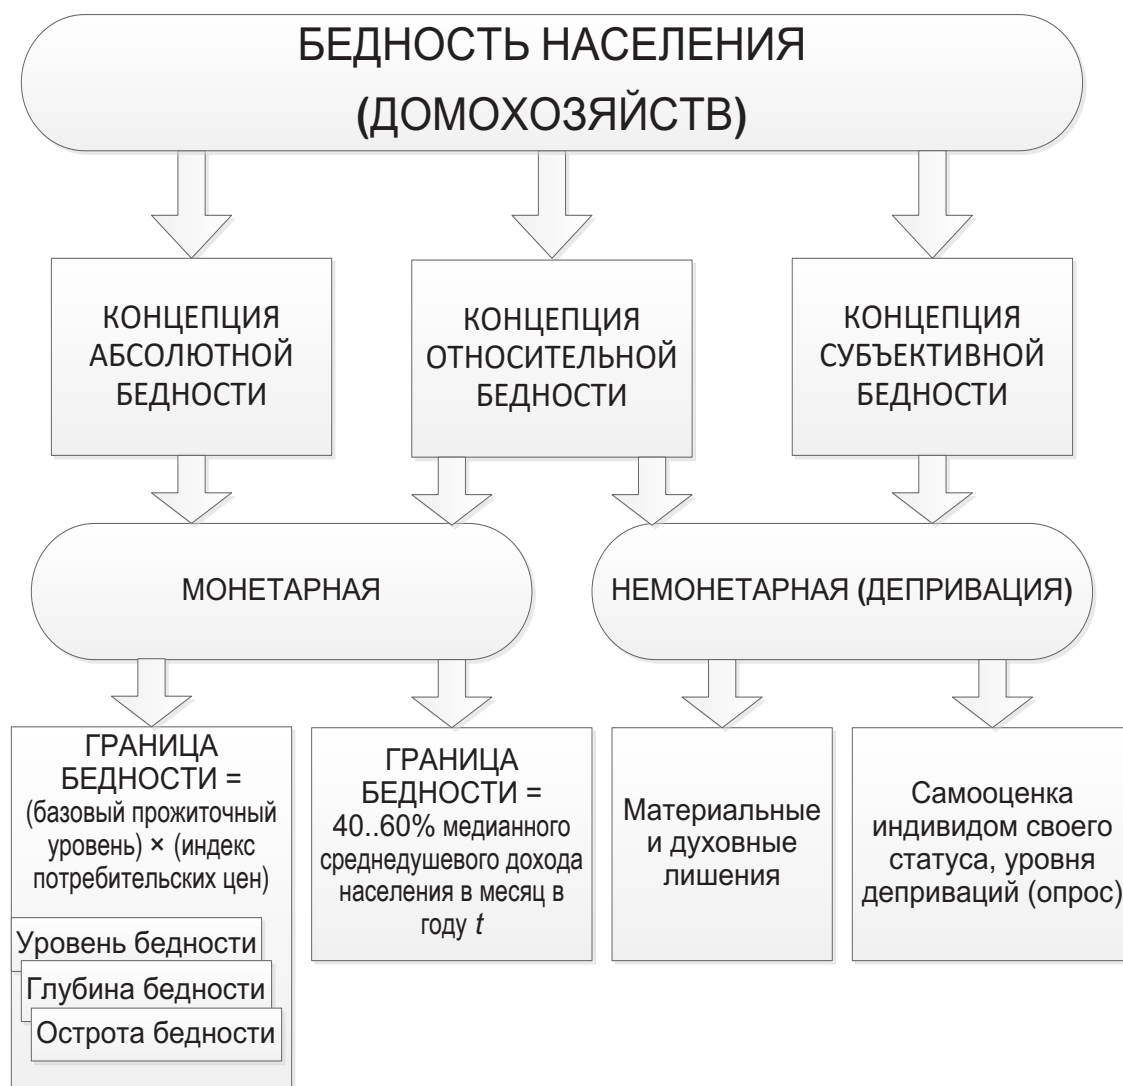 БЕДНОСТЬ НАСЕЛЕНИЯ
(ДОМОХОЗЯЙСТВ)
КОНЦЕПЦИЯ
АБСОЛЮТНОЙ
БЕДНОСТИ
КОНЦЕПЦИЯ
ОТНОСИТЕЛЬНОЙ
БЕДНОСТИ
КОНЦЕПЦИЯ
СУБЪЕКТИВНОЙ
БЕДНОСТИ
МОНЕТАРНАЯ
НЕМОНЕТАРНАЯ (ДЕПРИВАЦИЯ)
ГРАНИЦА
БЕДНОСТИ =
(базовый прожиточный
уровень) × (индекс
потребительских цен)
Уровень бедности
Глубина бедности
Острота бедности
ГРАНИЦА
БЕДНОСТИ =
40..60% медианного
среднедушевого дохода
населения в месяц в
году t
Материальные
и духовные
лишения
Самооценка
индивидом своего
статуса, уровня
деприваций (опрос)